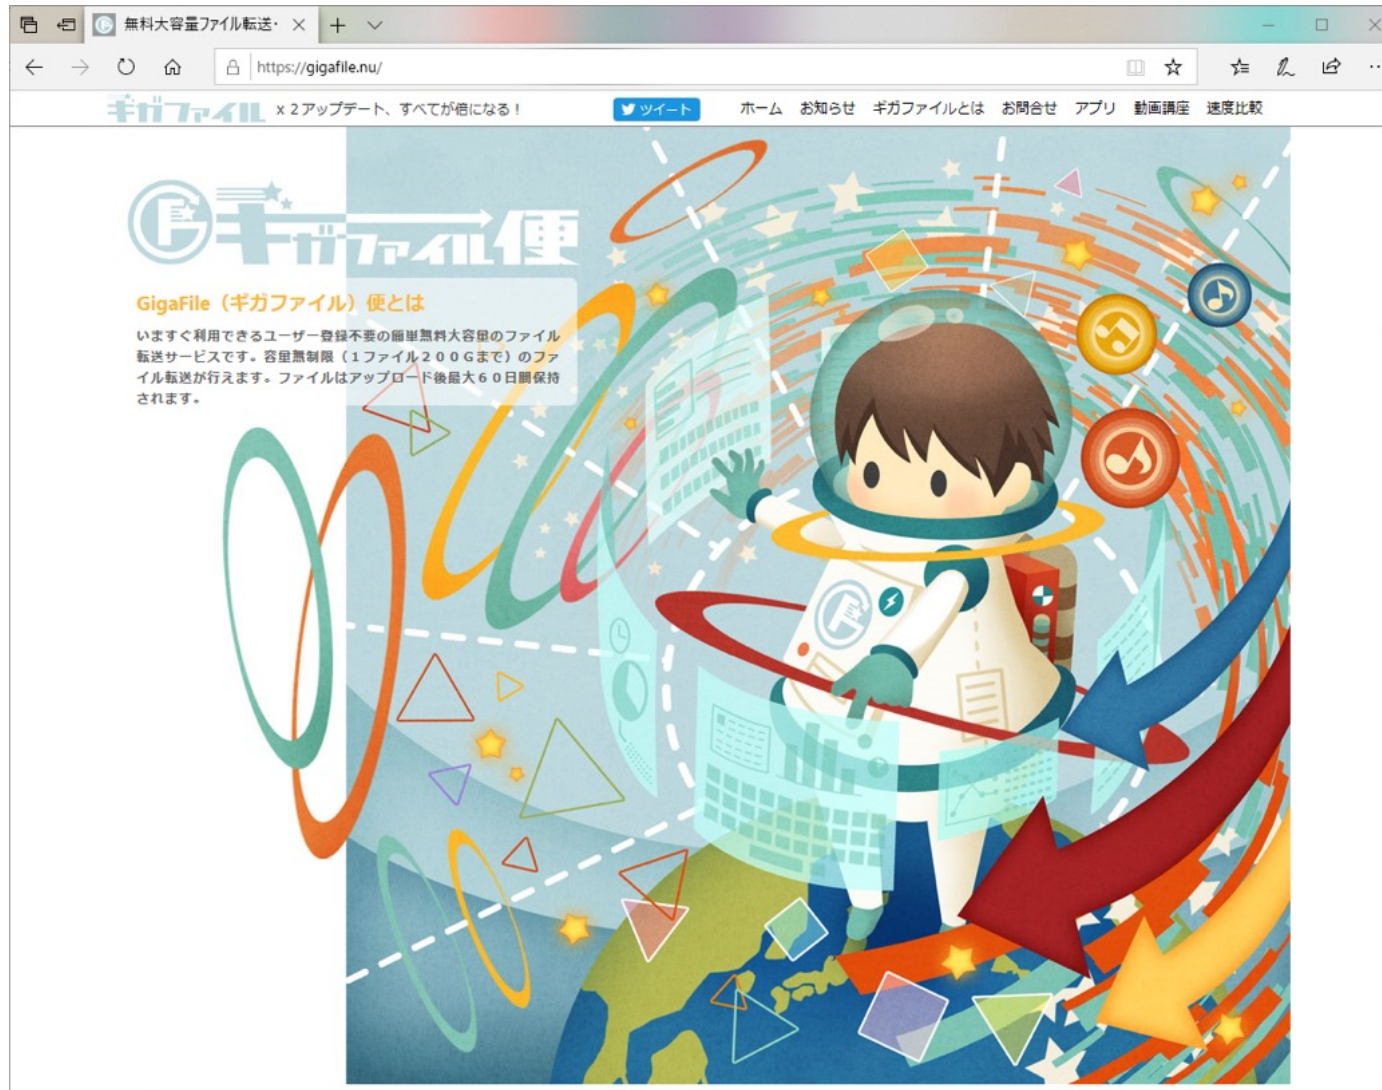 無料大容量ファイル転送・
https://gigafile.nu/
ギガファイル x2アップデート、すべてが倍になる! ツイート ホーム お知らせ ギガファイルとは お問合せ アプリ 動画講座 速度比較
ギガファイル便
GigaFile(ギガファイル)便とは
いますぐ利用できるユーザー登録不要の簡単無料大容量のファイル
転送サービスです。容量無制限(1ファイル200Gまで)のファ
イル転送が行えます。ファイルはアップロード後最大60日間保持
されます。